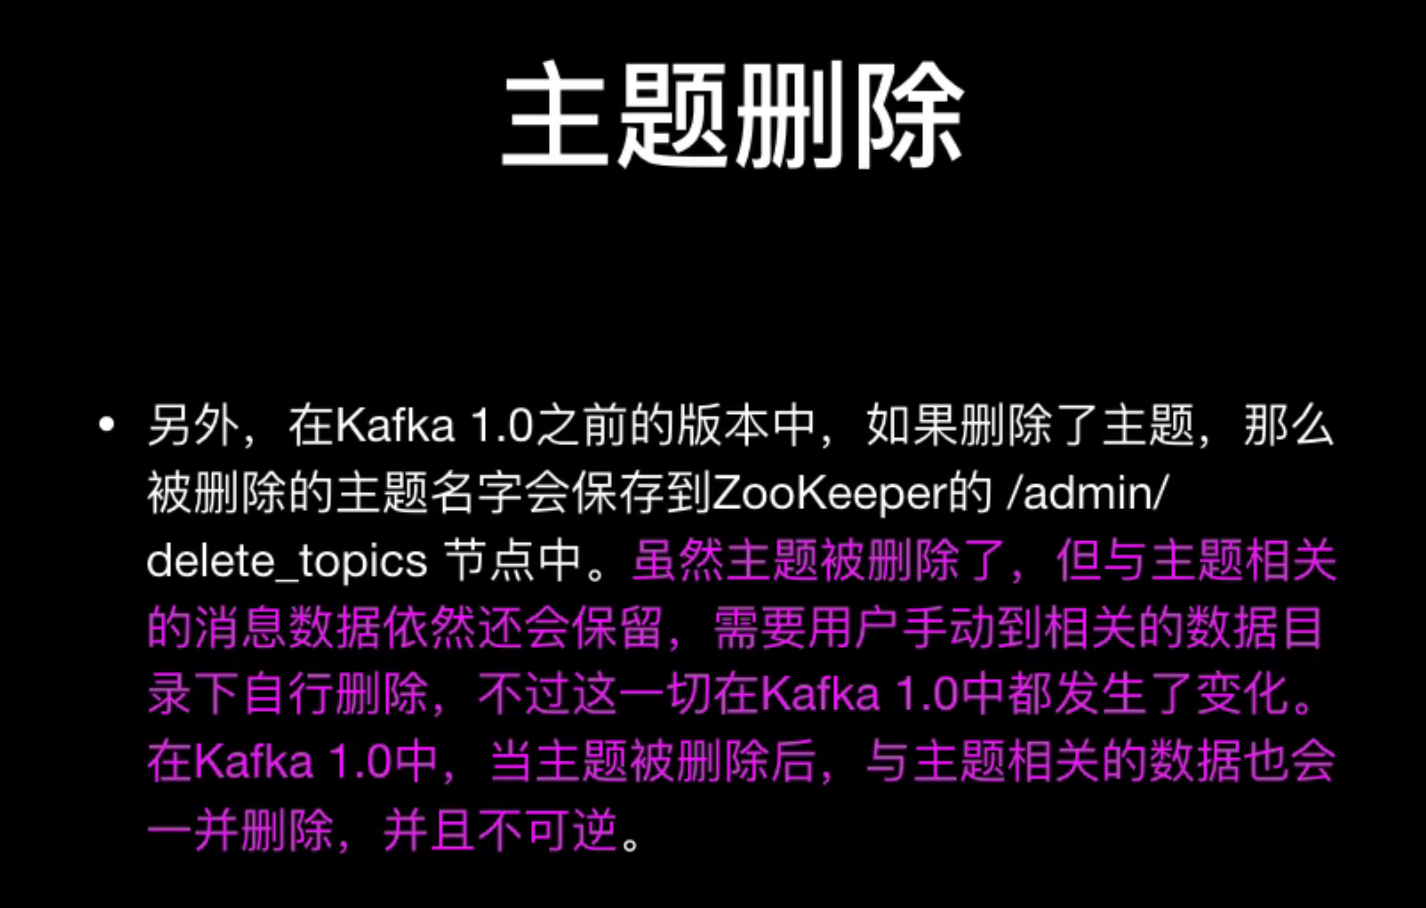 主题删除
• 另外，在Kafka 1.0之前的版本中，如果删除了主题，那么
被删除的主题名字会保存到ZooKeeper的 /admin/
delete_topics 节点中。虽然主题被删除了，但与主题相关
的消息数据依然还会保留，需要用户手动到相关的数据目
录下自行删除，不过这一切在Kafka 1.0中都发生了变化。
在Kafka 1.0中，当主题被删除后，与主题相关的数据也会
一并删除，并且不可逆。